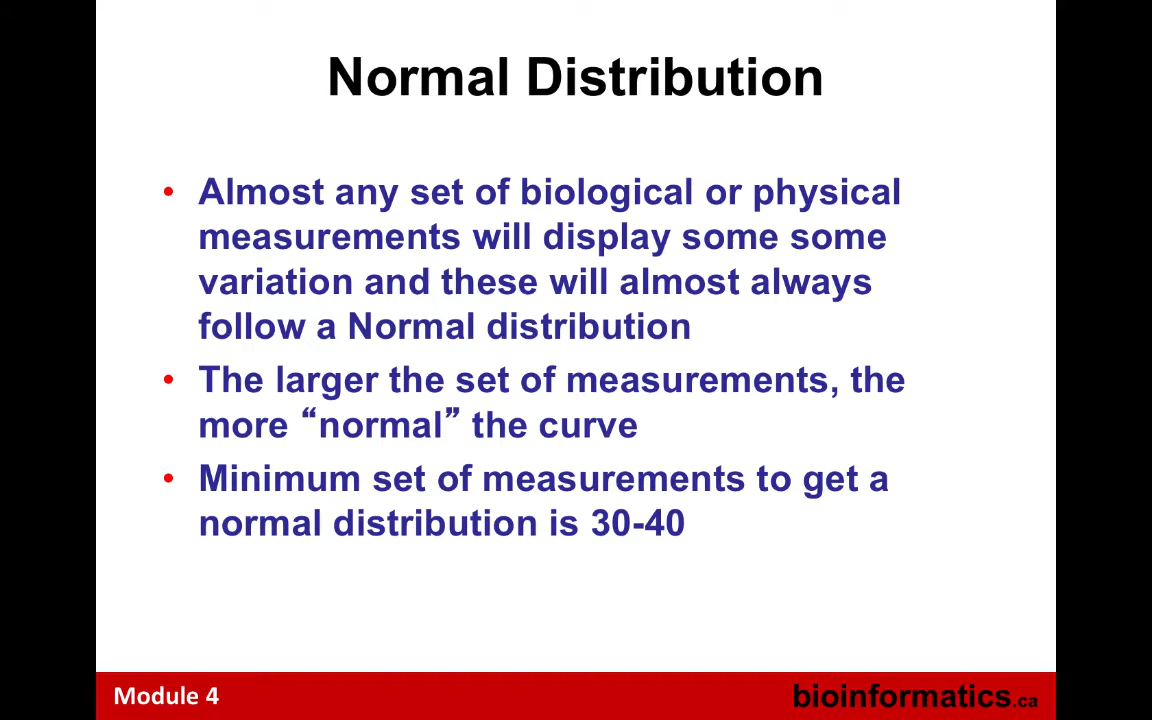 Normal Distribution
• Almost any set of biological or physical
measurements will display some some
variation and these will almost always
follow a Normal distribution
• The larger the set of measurements, the
more “normal” the curve
• Minimum set of measurements to get a
normal distribution is 30-40
Module 4
bioinformatics.ca